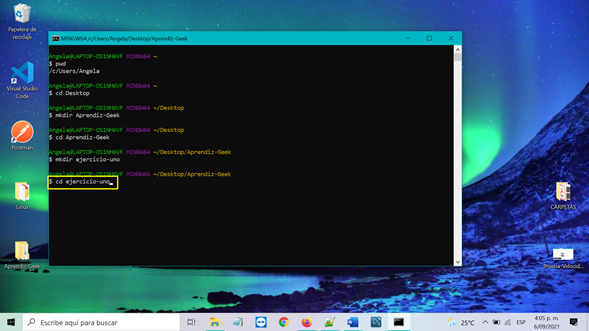 Papelera de
reciclaje
Visual Studio
Code
Postman
Linux
Aprendiz-Geek
CARPETAS
Prueba_Velocid...
MINGW64:/c/Users/Angela/Desktop/Aprendiz-Geek
Angela@LAPTOP-OS1NH6VF MINGW64 ~
$ pwd
/c/Users/Angela
Angela@LAPTOP-OS1NH6VF MINGW64 ~
$ cd Desktop
Angela@LAPTOP-OS1NH6VF MINGW64 ~/Desktop
$ mkdir Aprendiz-Geek
Angela@LAPTOP-OS1NH6VF MINGW64 ~/Desktop
$ cd Aprendiz-Geek
Angela@LAPTOP-OS1NH6VF MINGW64 ~/Desktop/Aprendiz-Geek
$ mkdir ejercicio-uno
Angela@LAPTOP-OS1NH6VF MINGW64 ~/Desktop/Aprendiz-Geek
$ cd ejercicio-uno
Escribe aquí para buscar
25°C
ESP
4:05 p. m.
6/09/2021